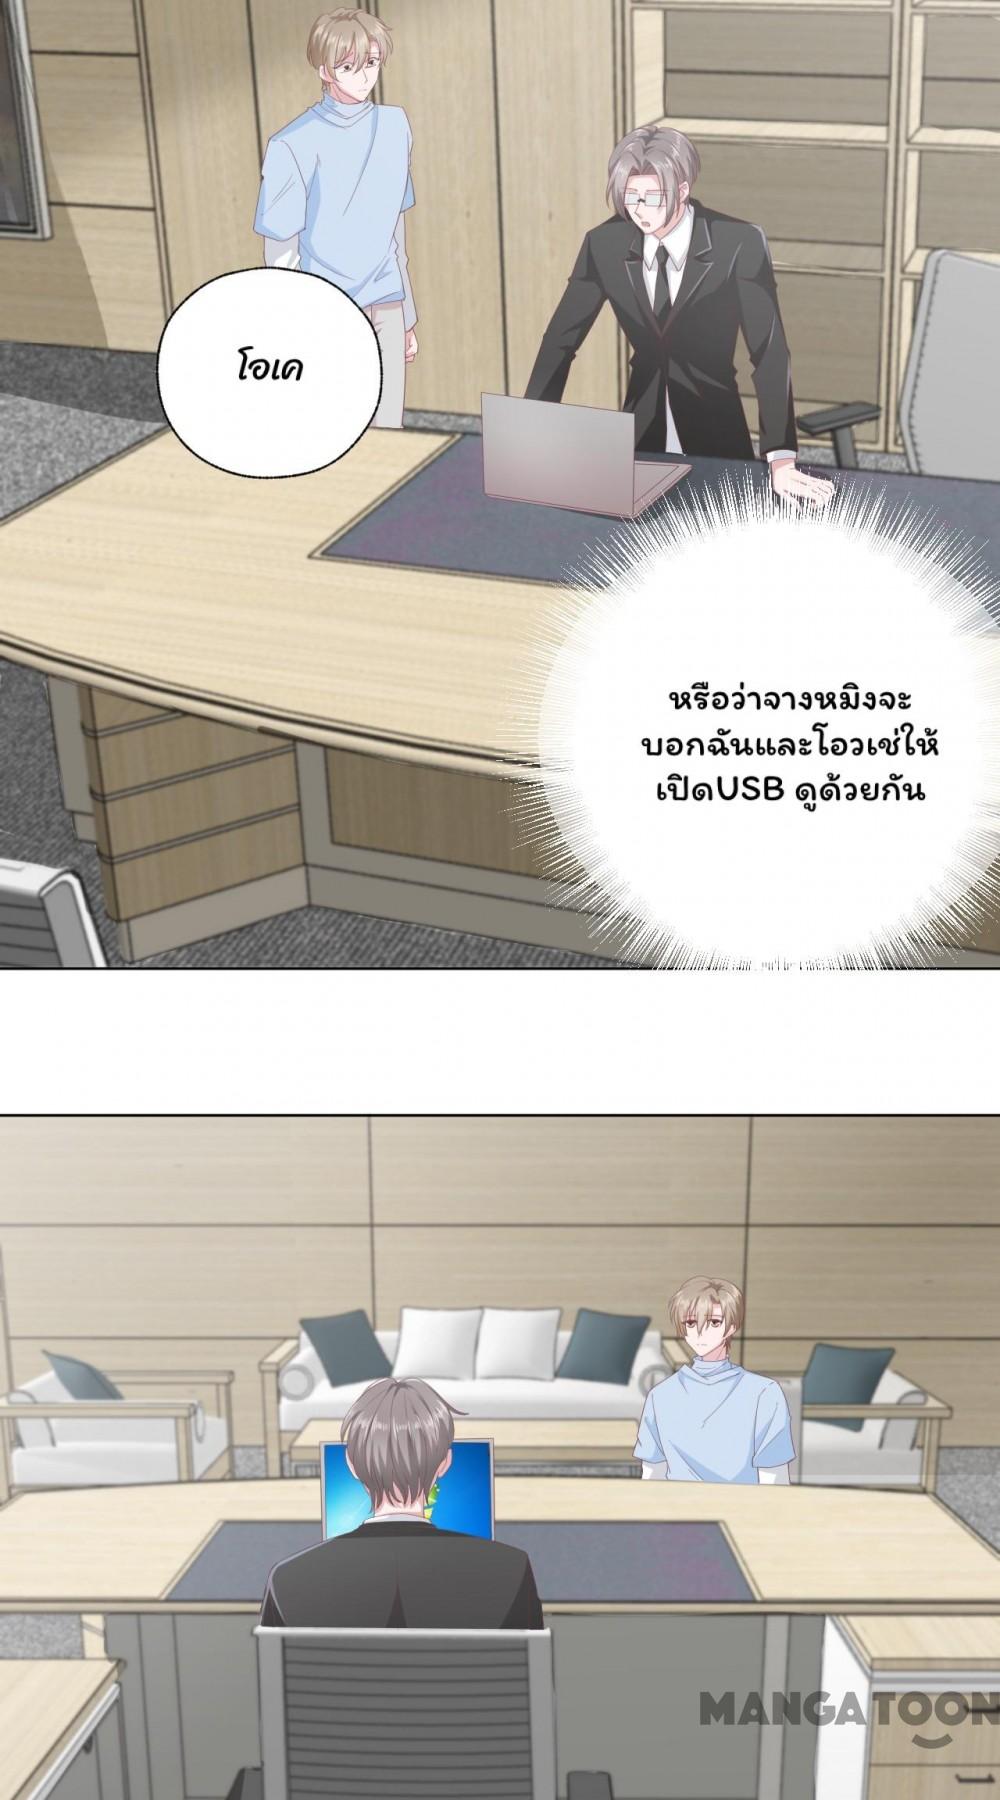 โอเค
หรือว่าจางหมิงจะ
บอกฉันและโอวเช่ให้
เปิดUSB ดูด้วยกัน
MANGATOON